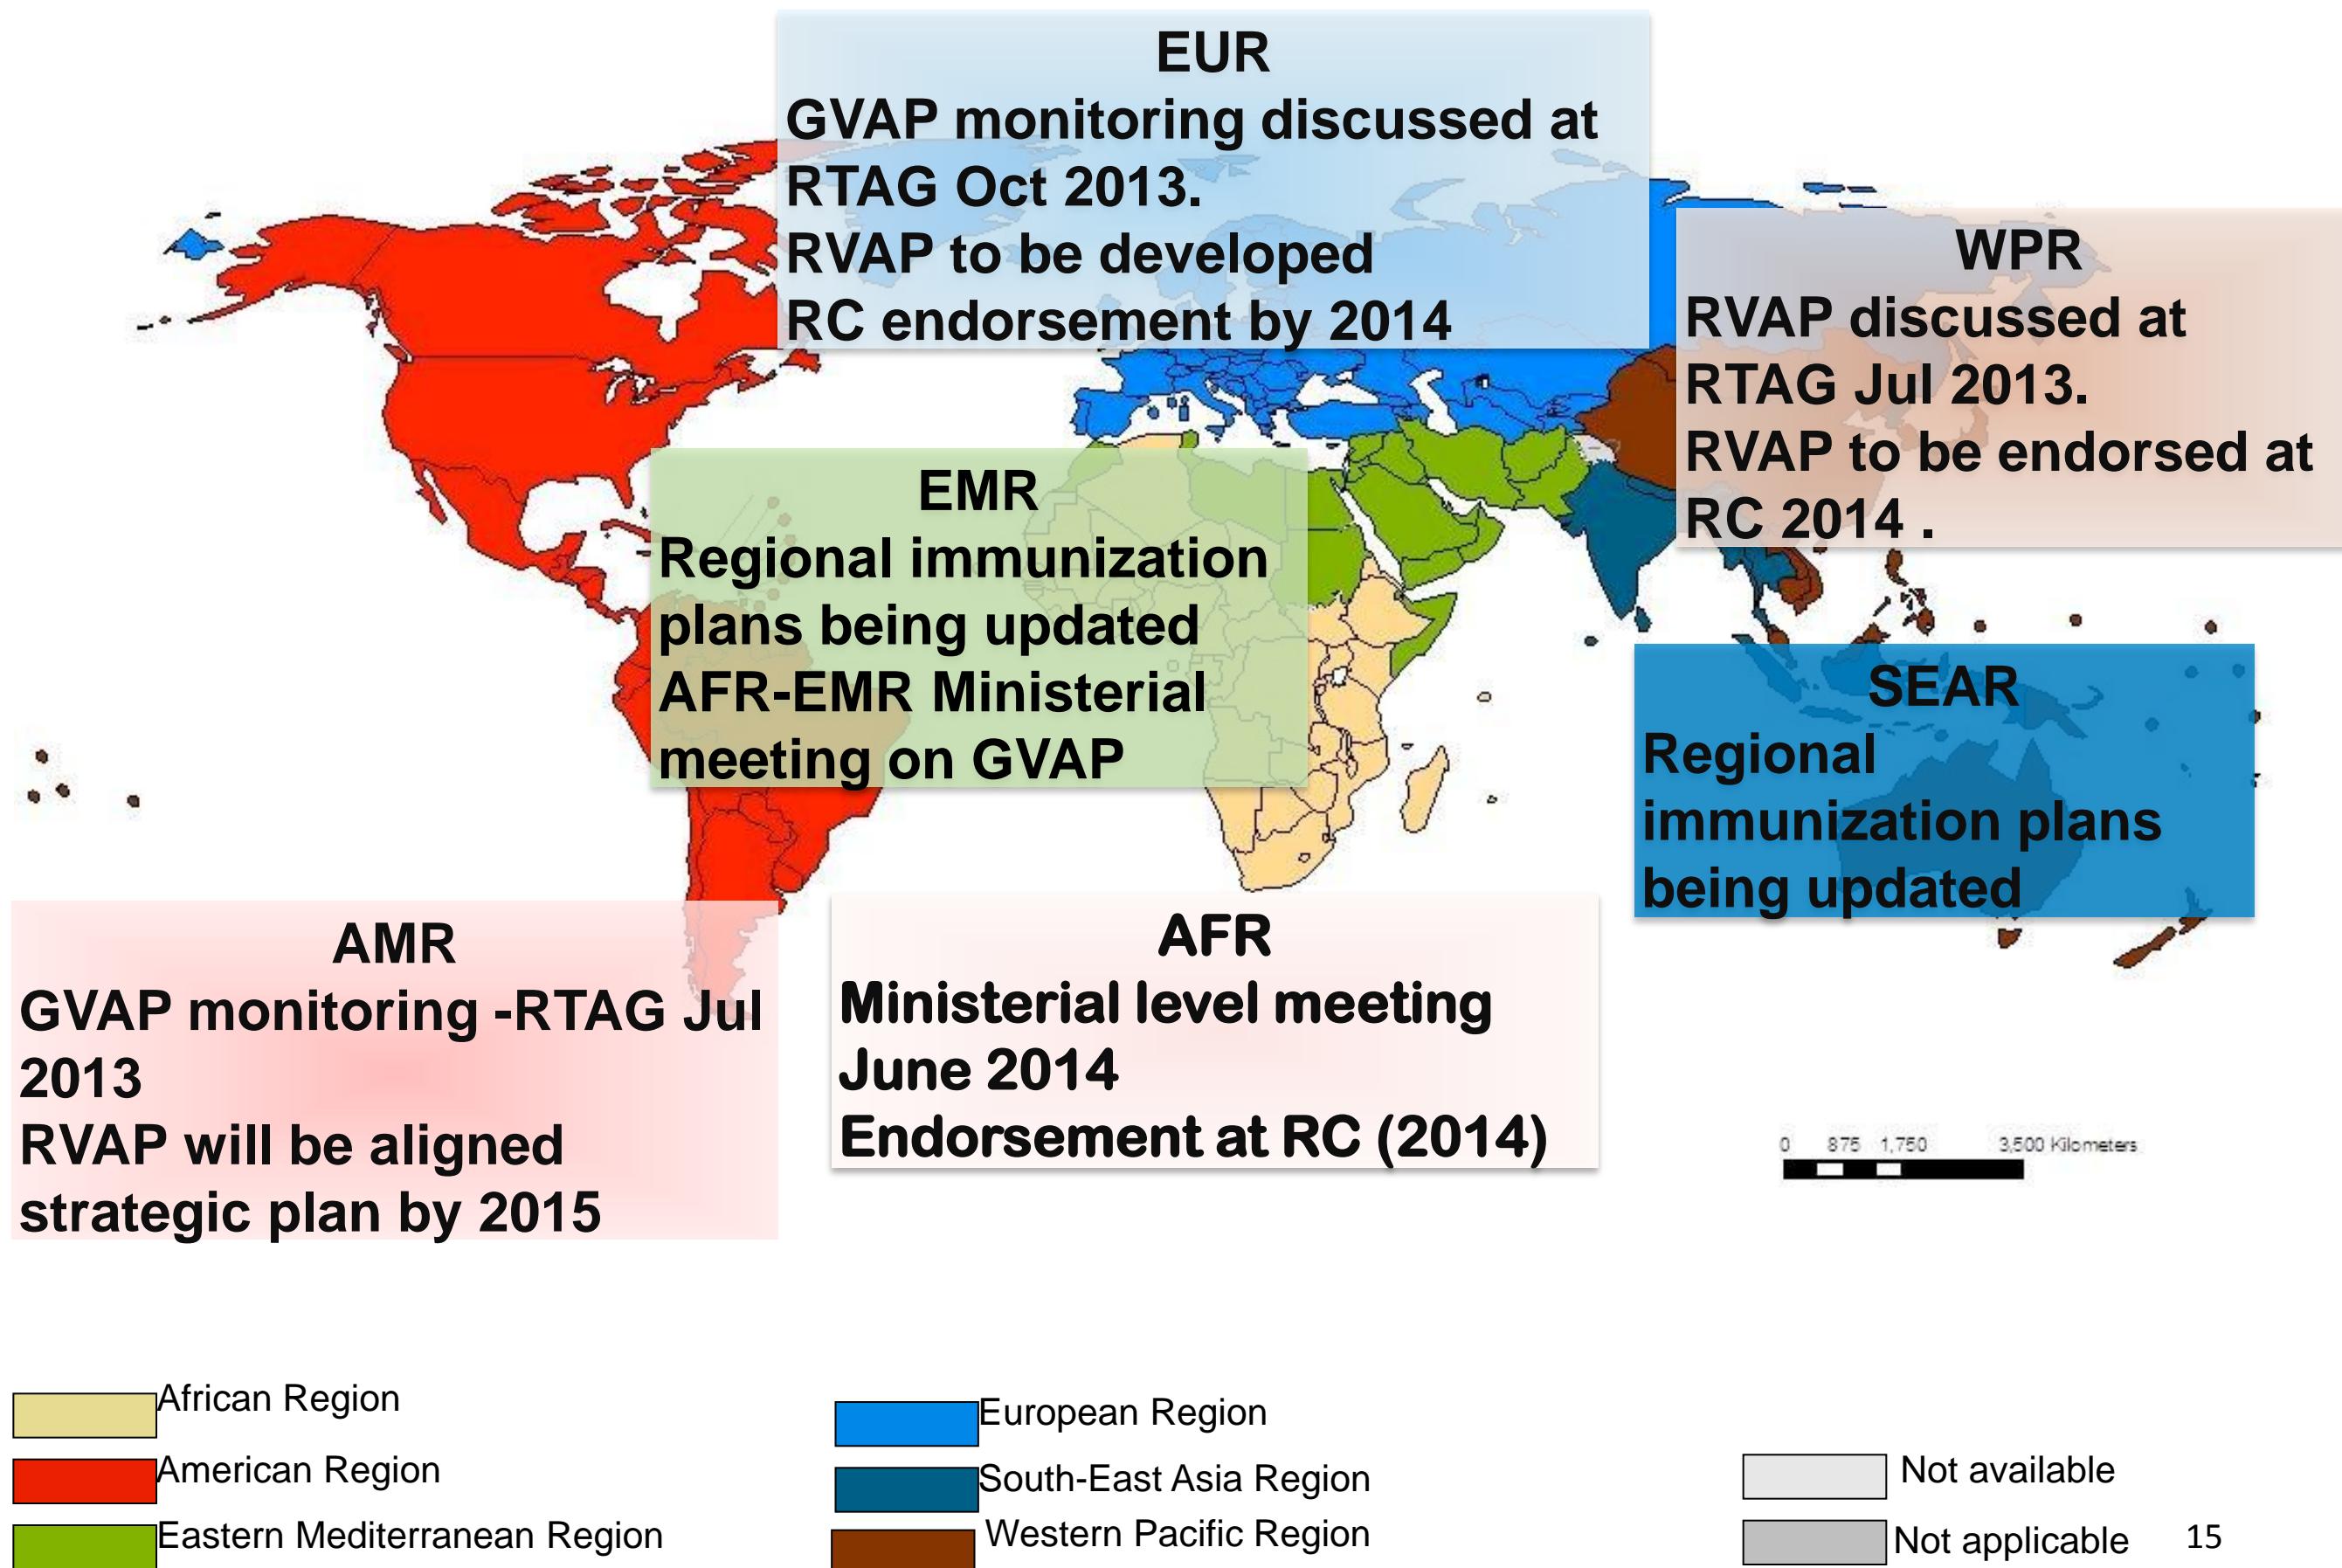 EUR
GVAP monitoring discussed at
RTAG Oct 2013.
RVAP to be developed
RC endorsement by 2014
WPR
RVAP discussed at
RTAG Jul 2013.
RVAP to be endorsed at
RC 2014 .
EMR
Regional immunization
plans being updated
AFR-EMR Ministerial
meeting on GVAP
SEAR
Regional
immunization plans
being updated
AMR
GVAP monitoring -RTAG Jul
2013
RVAP will be aligned
strategic plan by 2015
AFR
Ministerial level meeting
June 2014
Endorsement at RC (2014)
0 875 1,750 3,500 Kilometers
African Region
American Region
Eastern Mediterranean Region
European Region
South-East Asia Region
Western Pacific Region
Not available
Not applicable
15